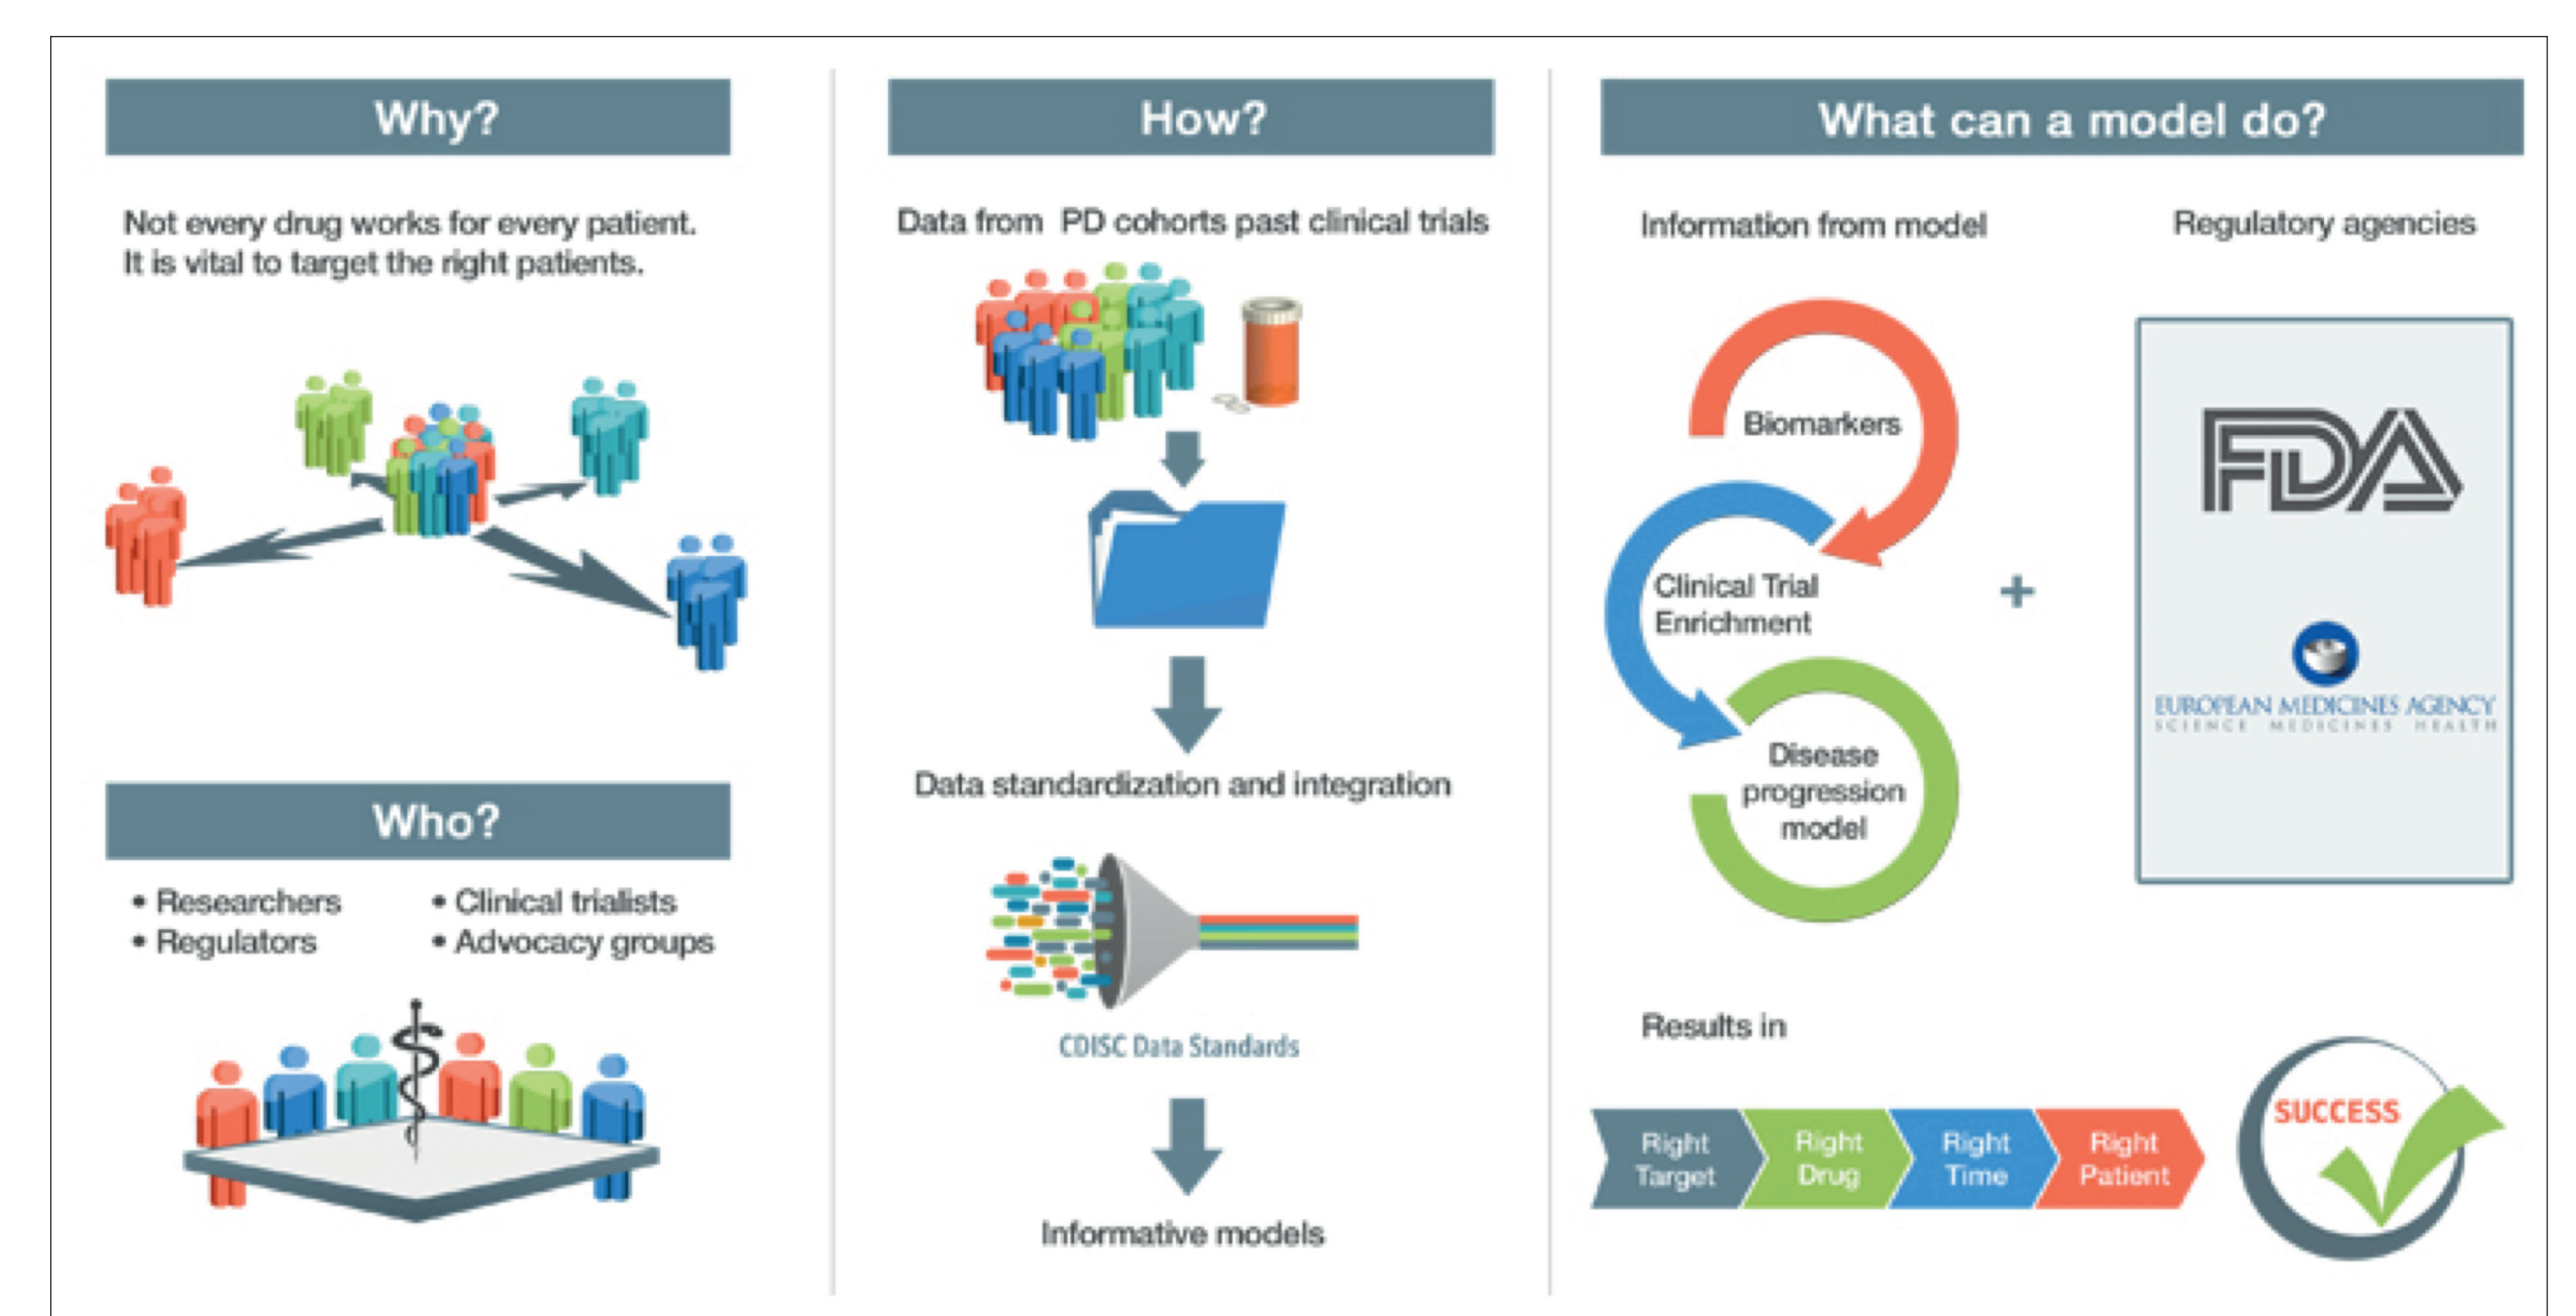 Why?
Not every drug works for every patient.
It is vital to target the right patients.
Who?
• Researchers
• Regulators
• Clinical trialists
• Advocacy groups
How?
Data from PD cohorts past clinical trials
Data standardization and integration
CDISC Data Standards
Informative models
What can a model do?
Information from model
Regulatory agencies
Biomarkers
Clinical Trial
Enrichment
Disease
progression
model
+
FDA
EUROPEAN MEDICINES AGENCY
SCIENCE MEDICINES HEALTH
Results in
Right
Target
Right
Drug
Right
Time
Right
Patient
SUCCESS